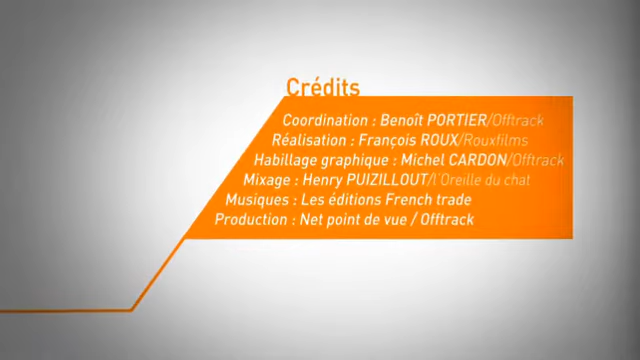 Crédits
Coordination : Benoît PORTIER/Offtrack
Réalisation : François ROUX/Rouxfilms
Habillage graphique : Michel CARDON/Offtrack
Mixage : Henry PUIZILLOUT/l'Oreille du chat
Musiques : Les éditions French trade
Production : Net point de vue / Offtrack